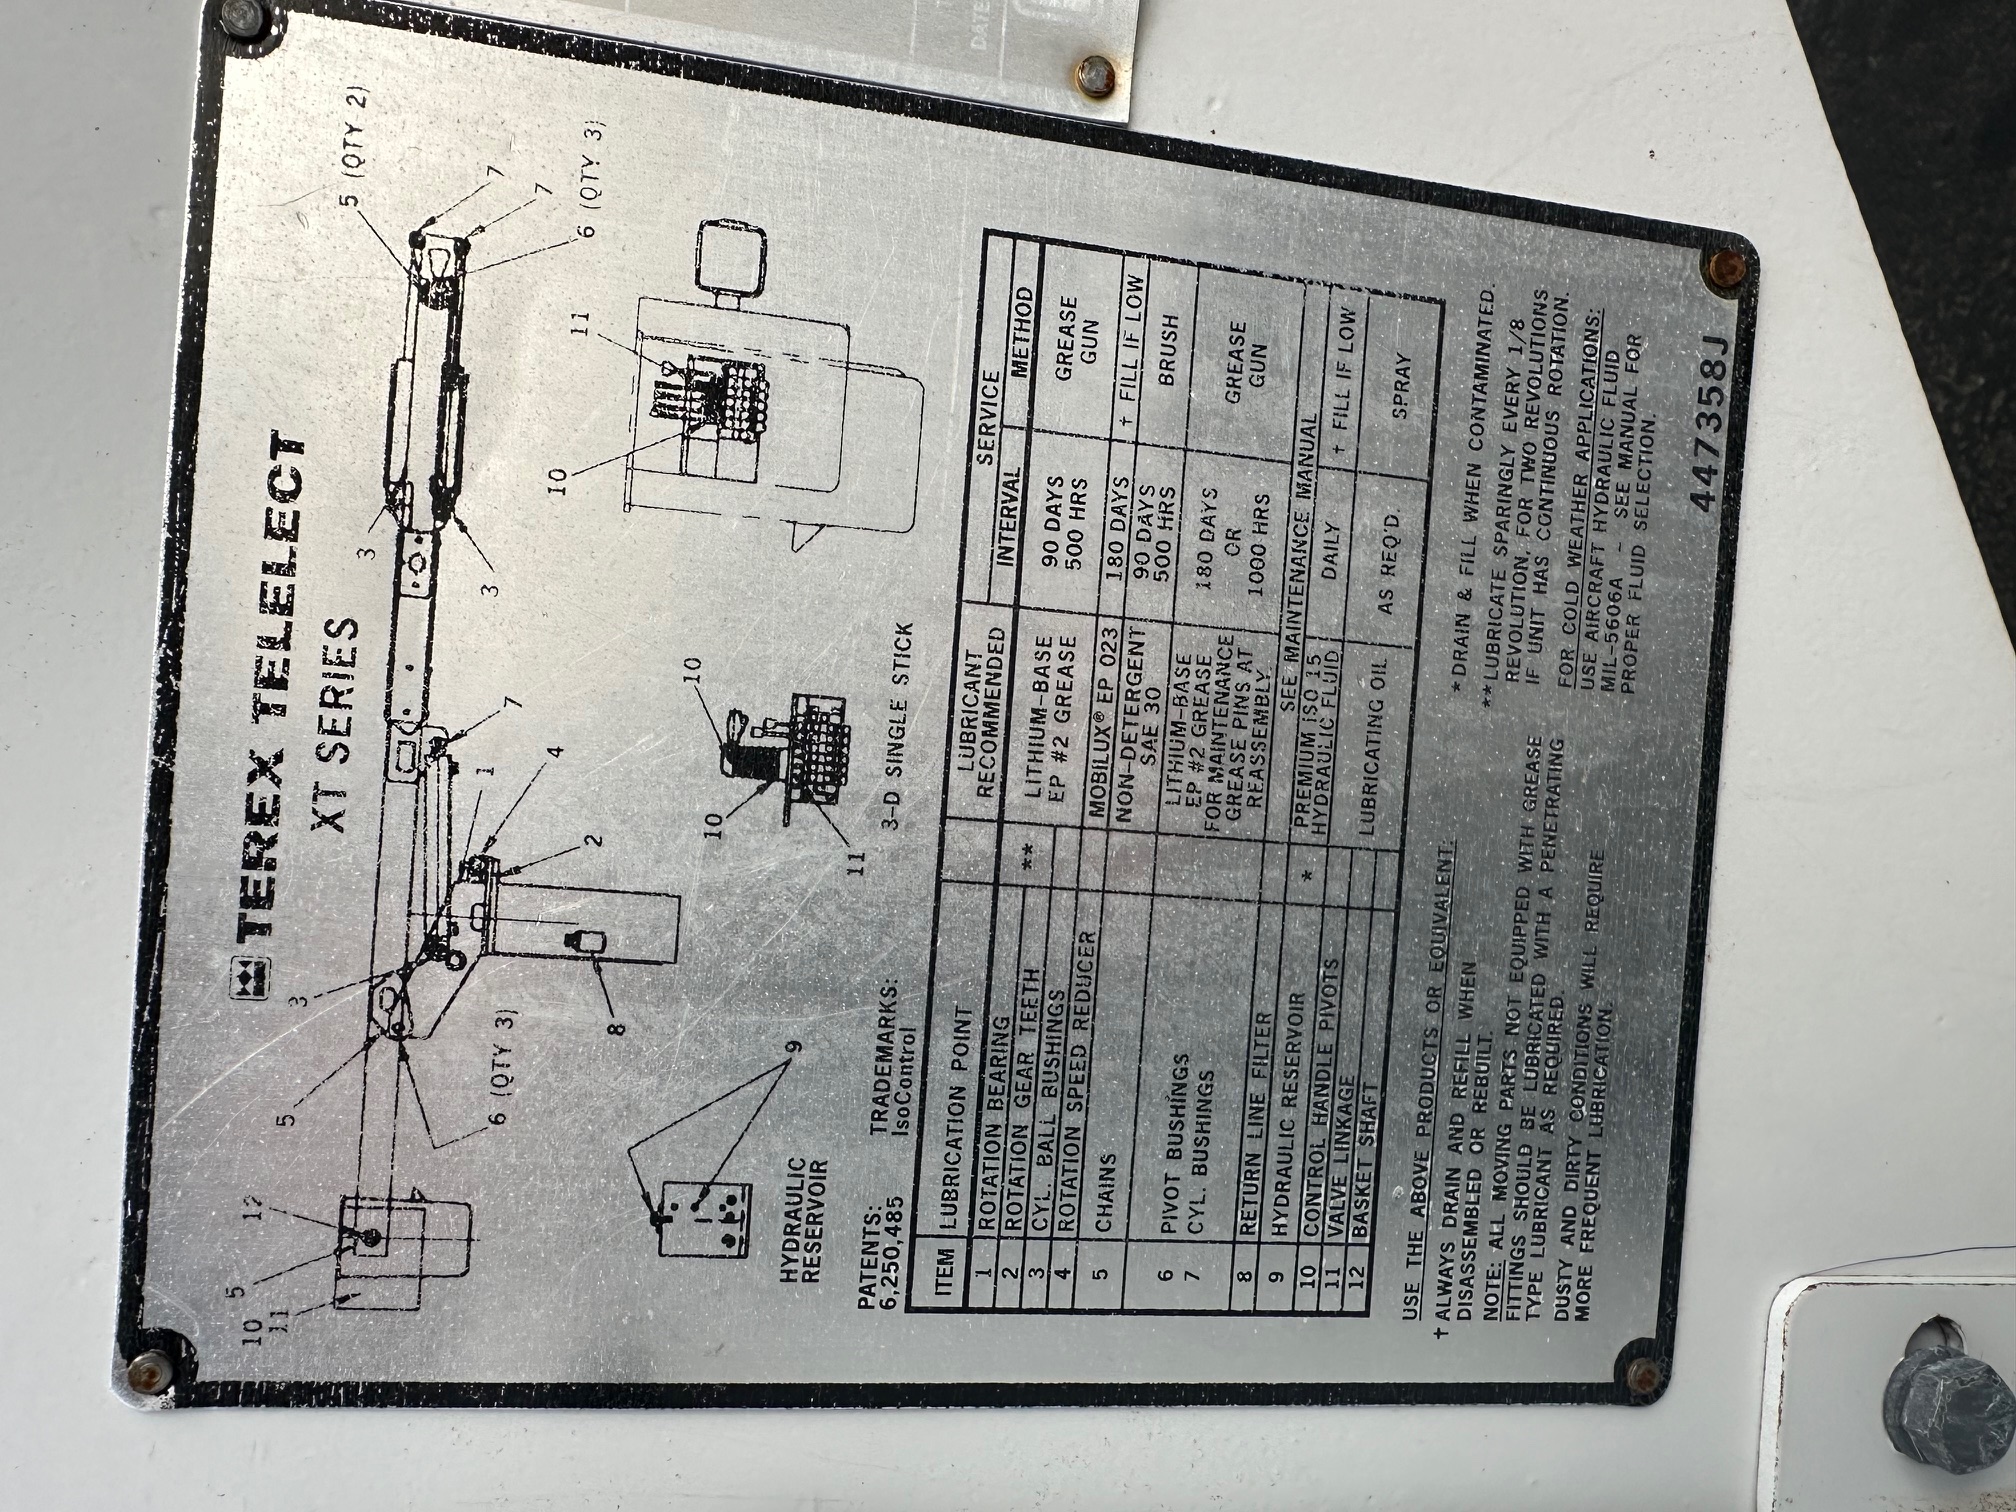 TEREX TELELECT
XT SERIES
10
11
5
12
5
3
6 (QTY 3)
8
2
4
1
7
3
3
5 (QTY 2)
7
7
6 (QTY 3)
9
HYDRAULIC
RESERVOIR
10
10
11
3-D SINGLE STICK
10
11
PATENTS:
6,250,485
TRADEMARKS:
IsoControl
ITEM LUBRICATION POINT LUBRICANT RECOMMENDED SERVICE
INTERVAL METHOD
1 ROTATION BEARING
2 ROTATION GEAR TEETH **
3 CYL. BALL BUSHINGS
4 ROTATION SPEED REDUCER
LITHIUM-BASE
EP #2 GREASE
90 DAYS
500 HRS
GREASE
GUN
MOBILUX® EP 023 180 DAYS † FILL IF LOW
5 CHAINS
NON-DETERGENT
SAE 30
90 DAYS
500 HRS
BRUSH
6 PIVOT BUSHINGS
7 CYL. BUSHINGS
LITHIUM-BASE
EP #2 GREASE
FOR MAINTENANCE
GREASE PINS AT
REASSEMBLY.
180 DAYS
OR
1000 HRS
GREASE
GUN
8 RETURN LINE FILTER SEE MAINTENANCE MANUAL
9 HYDRAULIC RESERVOIR *
PREMIUM ISO 15
HYDRAULIC FLUID
DAILY † FILL IF LOW
10 CONTROL HANDLE PIVOTS
11 VALVE LINKAGE
12 BASKET SHAFT
LUBRICATING OIL AS REQ'D. SPRAY
USE THE ABOVE PRODUCTS OR EQUIVALENT:
† ALWAYS DRAIN AND REFILL WHEN
DISASSEMBLED OR REBUILT.
NOTE: ALL MOVING PARTS NOT EQUIPPED WITH GREASE
FITTINGS SHOULD BE LUBRICATED WITH A PENETRATING
TYPE LUBRICANT AS REQUIRED.
DUSTY AND DIRTY CONDITIONS WILL REQUIRE
MORE FREQUENT LUBRICATION.
* DRAIN & FILL WHEN CONTAMINATED.
** LUBRICATE SPARINGLY EVERY 1/8
REVOLUTION, FOR TWO REVOLUTIONS
IF UNIT HAS CONTINUOUS ROTATION.
FOR COLD WEATHER APPLICATIONS:
USE AIRCRAFT HYDRAULIC FLUID
MIL-5606A - SEE MANUAL FOR
PROPER FLUID SELECTION.
447358J
DATE